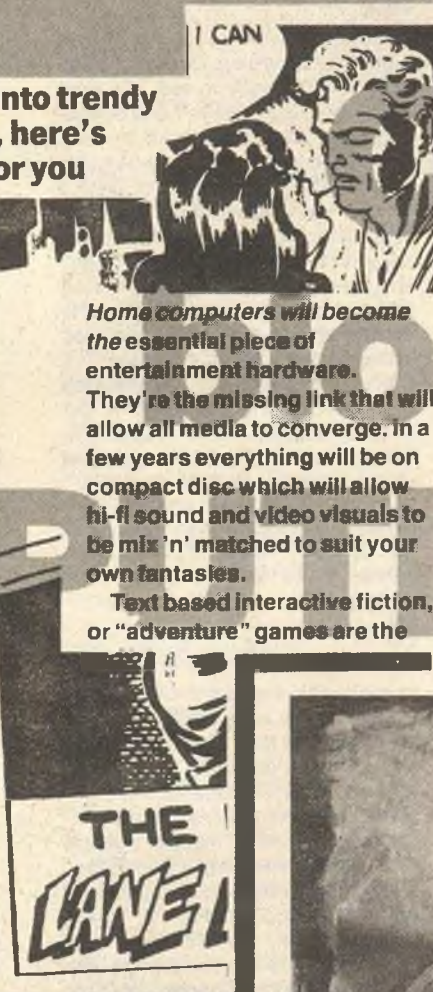 I CAN
nto trendy
, here's
or you
Home computers will become
the essential piece of
entertainment hardware.
They're the missing link that will
allow all media to converge. In a
few years everything will be on
compact disc which will allow
hi-fi sound and video visuals to
be mix 'n' matched to suit your
own fantasies.
Text based interactive fiction,
or "adventure" games are the
THE
LANE